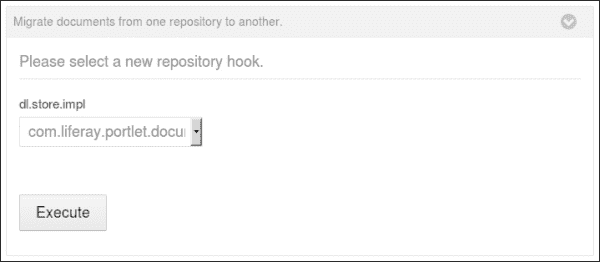 Migrate documents from one repository to another.
Please select a new repository hook.
dl.store.impl
com.liferay.portlet.docu
Execute